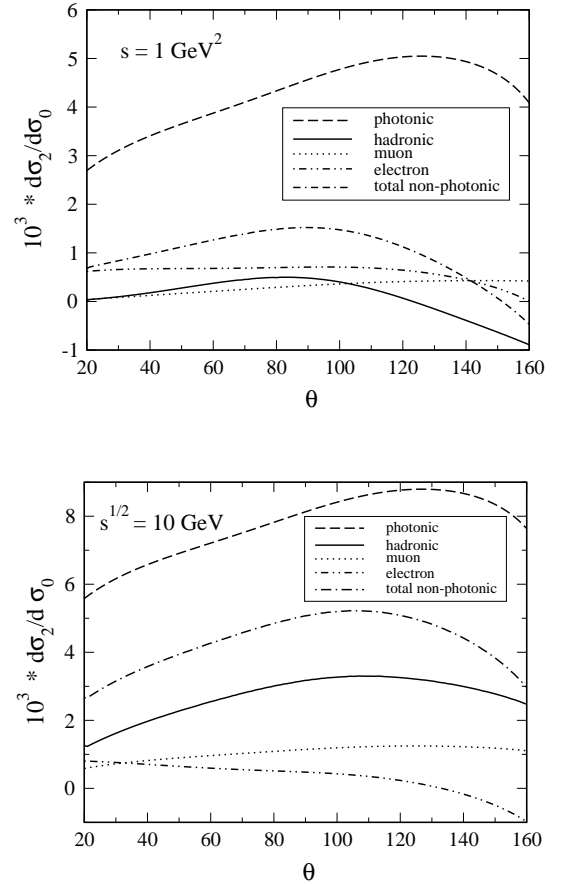 6
5
4
3
2
1
0
-1
s = 1 GeV²
photonic
hadronic
muon
electron
total non-photonic
10³ * dσ₂/dσ₀
20 40 60 80 100 120 140 160
θ
8
6
4
2
0
s^{1/2} = 10 GeV
photonic
hadronic
muon
electron
total non-photonic
10³ * dσ₂/d σ₀
20 40 60 80 100 120 140 160
θ